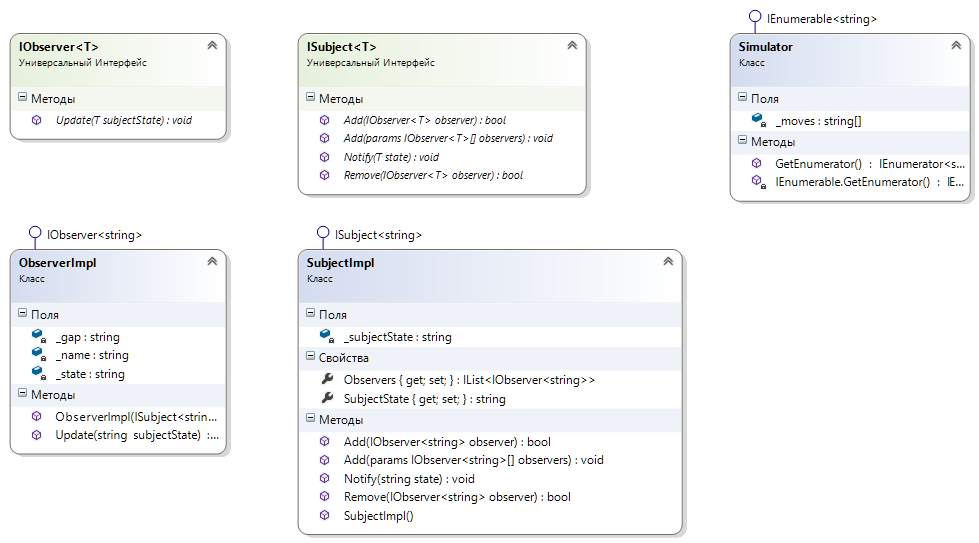 IObserver<T>
Универсальный Интерфейс
Методы
Update(T subjectState) : void
ISubject<T>
Универсальный Интерфейс
Методы
Add(IObserver<T> observer) : bool
Add(params IObserver<T>[] observers) : void
Notify(T state) : void
Remove(IObserver<T> observer) : bool
IEnumerable<string>
Simulator
Класс
Поля
_moves : string[]
Методы
GetEnumerator() : IEnumerator<s...
IEnumerable.GetEnumerator() : IE...
IObserver<string>
ObserverImpl
Класс
Поля
_gap : string
_name : string
_state : string
Методы
ObserverImpl(ISubject<strin...
Update(string subjectState) :...
ISubject<string>
SubjectImpl
Класс
Поля
_subjectState : string
Свойства
Observers { get; set; } : IList<IObserver<string>>
SubjectState { get; set; } : string
Методы
Add(IObserver<string> observer) : bool
Add(params IObserver<string>[] observers) : void
Notify(string state) : void
Remove(IObserver<string> observer) : bool
SubjectImpl()